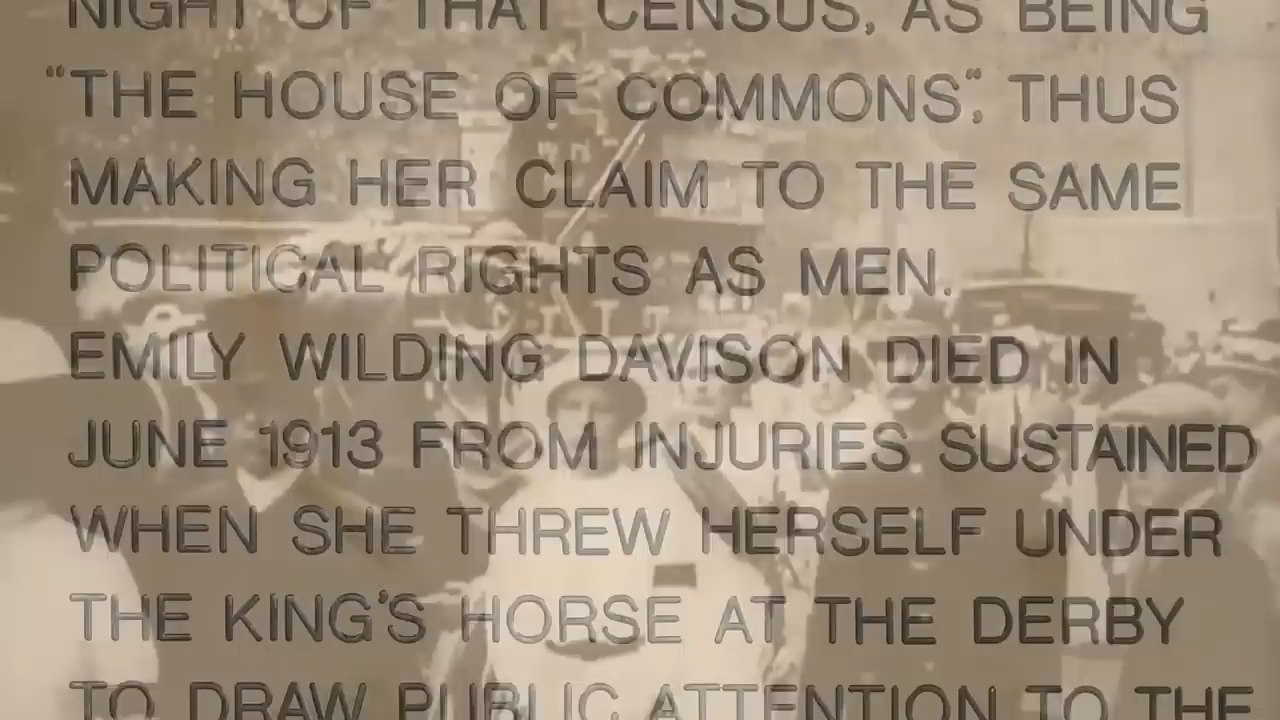 NIGHT OF THAT CENSUS, AS BEING
“THE HOUSE OF COMMONS”, THUS
MAKING HER CLAIM TO THE SAME
POLITICAL RIGHTS AS MEN.
EMILY WILDING DAVISON DIED IN
JUNE 1913 FROM INJURIES SUSTAINED
WHEN SHE THREW HERSELF UNDER
THE KING’S HORSE AT THE DERBY
TO DRAW PUBLIC ATTENTION TO THE